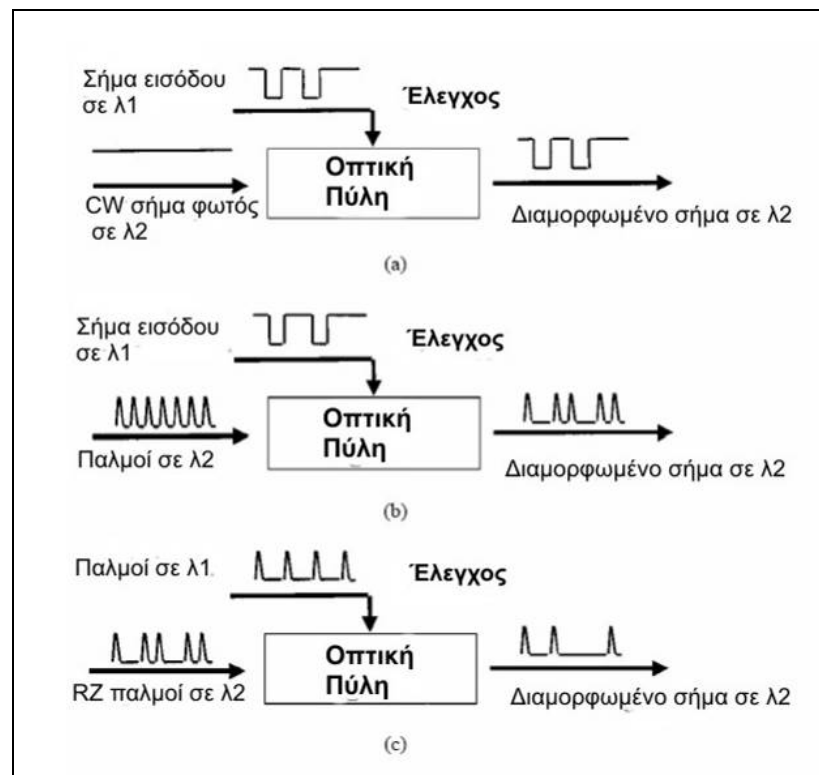 Σήμα εισόδου
σε λ1
Έλεγχος
CW σήμα φωτός
σε λ2
Οπτική
Πύλη
Διαμορφωμένο σήμα σε λ2
(a)
Σήμα εισόδου
σε λ1
Έλεγχος
Παλμοί σε λ2
Οπτική
Πύλη
Διαμορφωμένο σήμα σε λ2
(b)
Παλμοί σε λ1
Έλεγχος
RZ παλμοί σε λ2
Οπτική
Πύλη
Διαμορφωμένο σήμα σε λ2
(c)